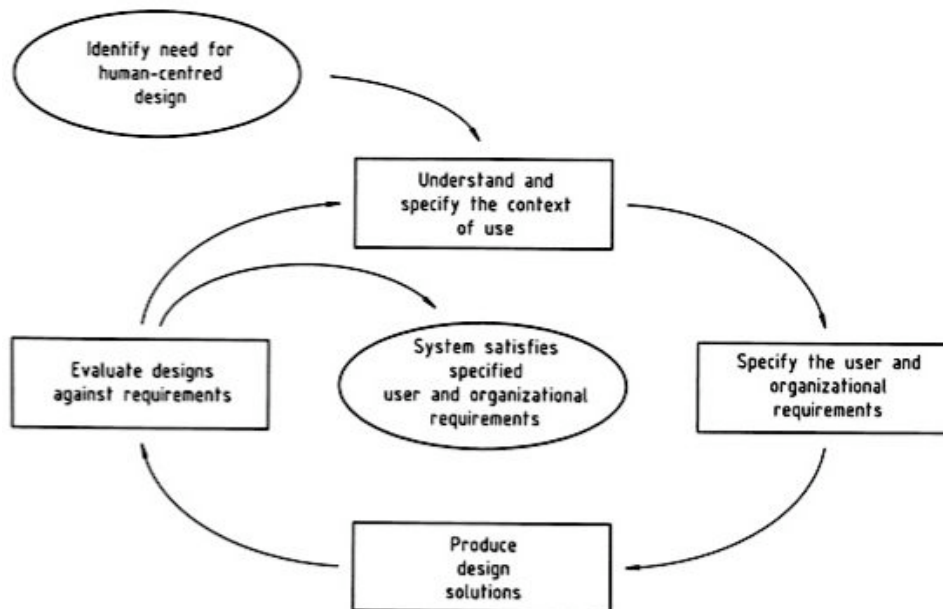 Identify need for
human-centred
design
Understand and
specify the context
of use
Evaluate designs
against requirements
System satisfies
specified
user and organizational
requirements
Specify the user and
organizational
requirements
Produce
design
solutions